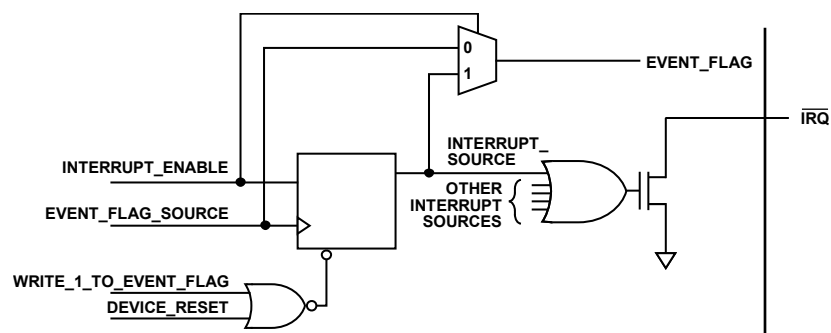 0
EVENT_FLAG
1
IRQ
INTERRUPT_
SOURCE
INTERRUPT_ENABLE
OTHER
INTERRUPT
SOURCES
EVENT_FLAG_SOURCE
WRITE_1_TO_EVENT_FLAG
DEVICE_RESET